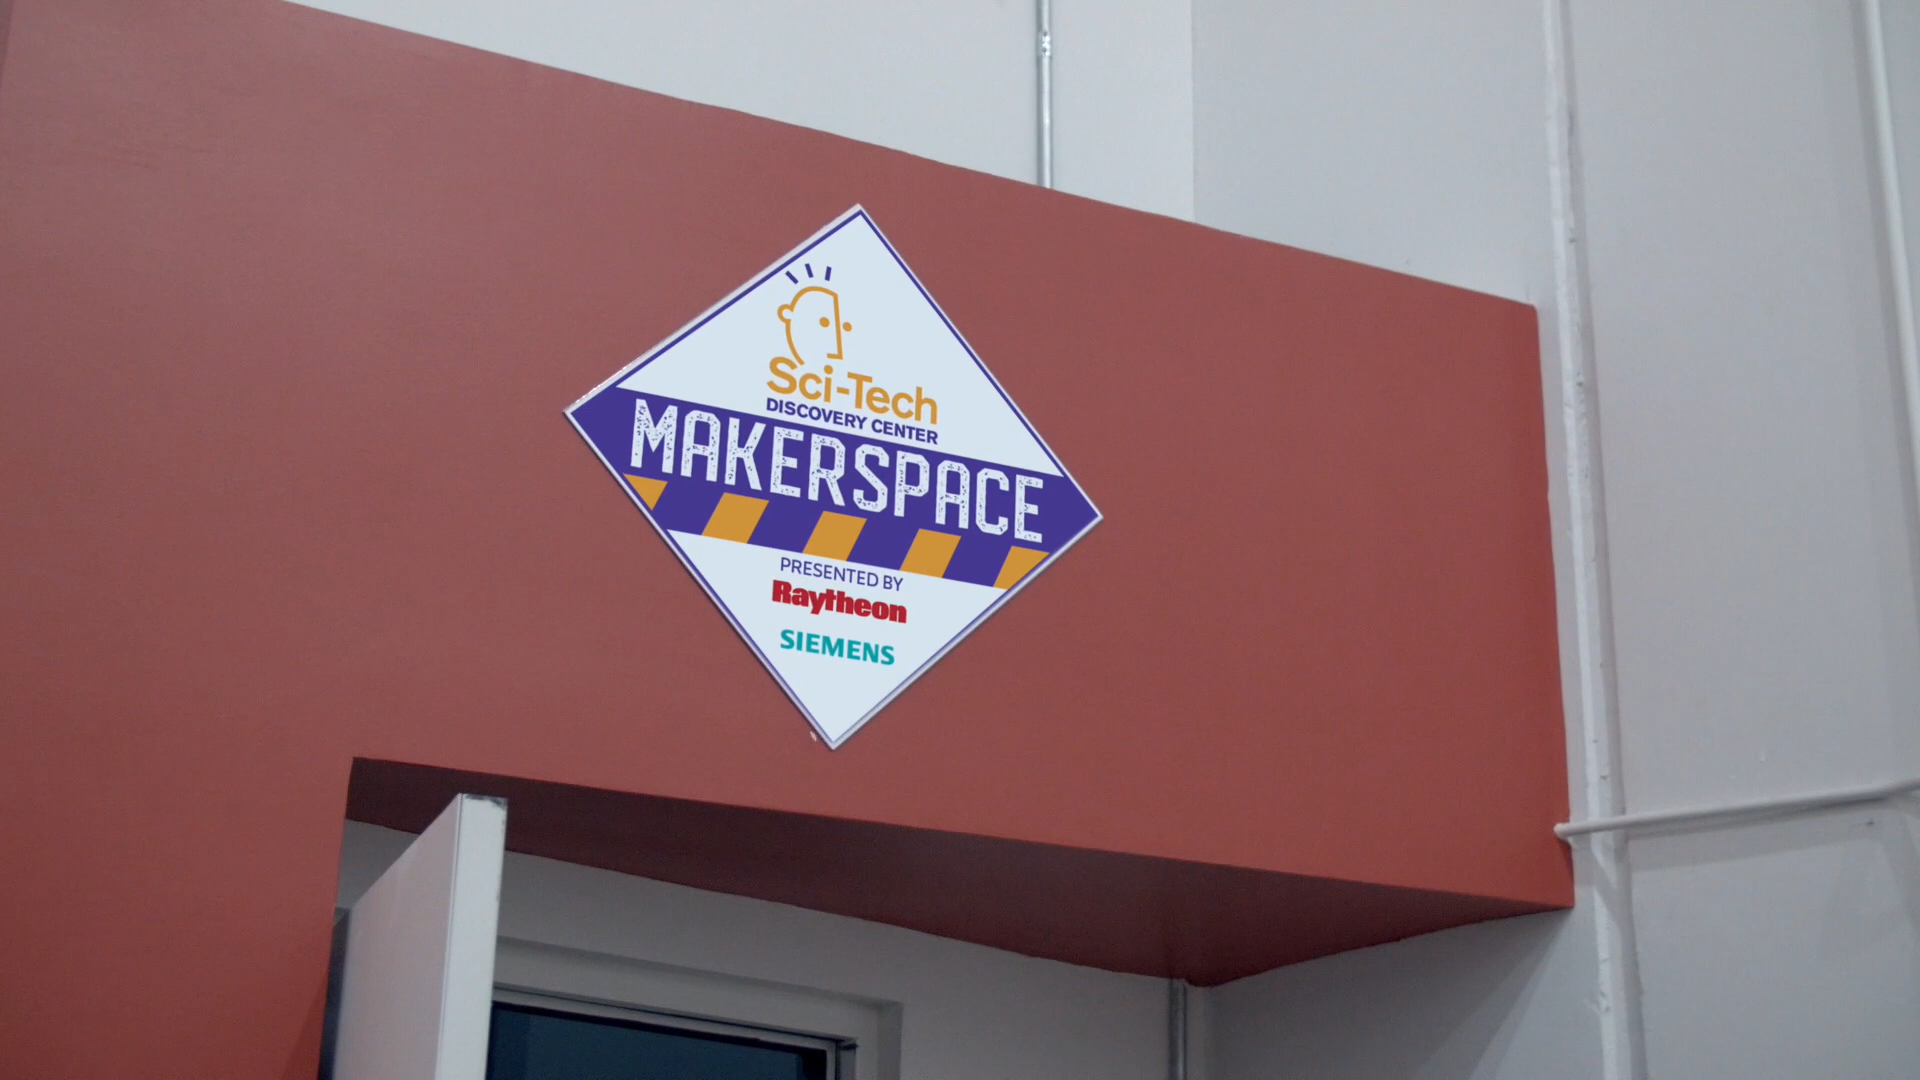 Sci-Tech
DISCOVERY CENTER
MAKERSPACE
PRESENTED BY
Raytheon
SIEMENS